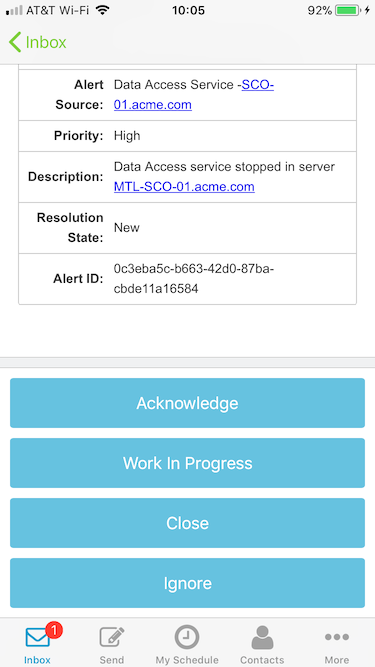 AT&T Wi-Fi 10:05 92%
Inbox
Alert Source: Data Access Service -SCO-01.acme.com
Priority: High
Description: Data Access service stopped in server MTL-SCO-01.acme.com
Resolution State: New
Alert ID: 0c3eba5c-b663-42d0-87ba-cbde11a16584
Acknowledge
Work In Progress
Close
Ignore
1
Inbox Send My Schedule Contacts More